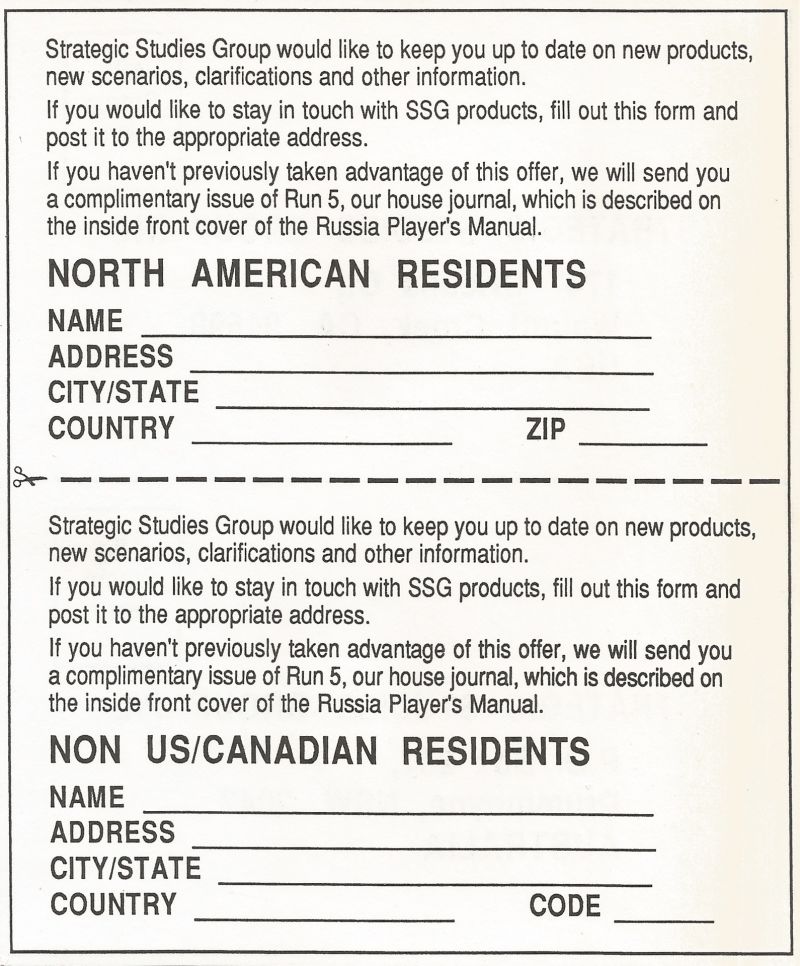 Strategic Studies Group would like to keep you up to date on new products,
new scenarios, clarifications and other information.
If you would like to stay in touch with SSG products, fill out this form and
post it to the appropriate address.
If you haven't previously taken advantage of this offer, we will send you
a complimentary issue of Run 5, our house journal, which is described on
the inside front cover of the Russia Player's Manual.
NORTH AMERICAN RESIDENTS
NAME
ADDRESS
CITY/STATE
COUNTRY ZIP
Strategic Studies Group would like to keep you up to date on new products,
new scenarios, clarifications and other information.
If you would like to stay in touch with SSG products, fill out this form and
post it to the appropriate address.
If you haven't previously taken advantage of this offer, we will send you
a complimentary issue of Run 5, our house journal, which is described on
the inside front cover of the Russia Player's Manual.
NON US/CANADIAN RESIDENTS
NAME
ADDRESS
CITY/STATE
COUNTRY CODE